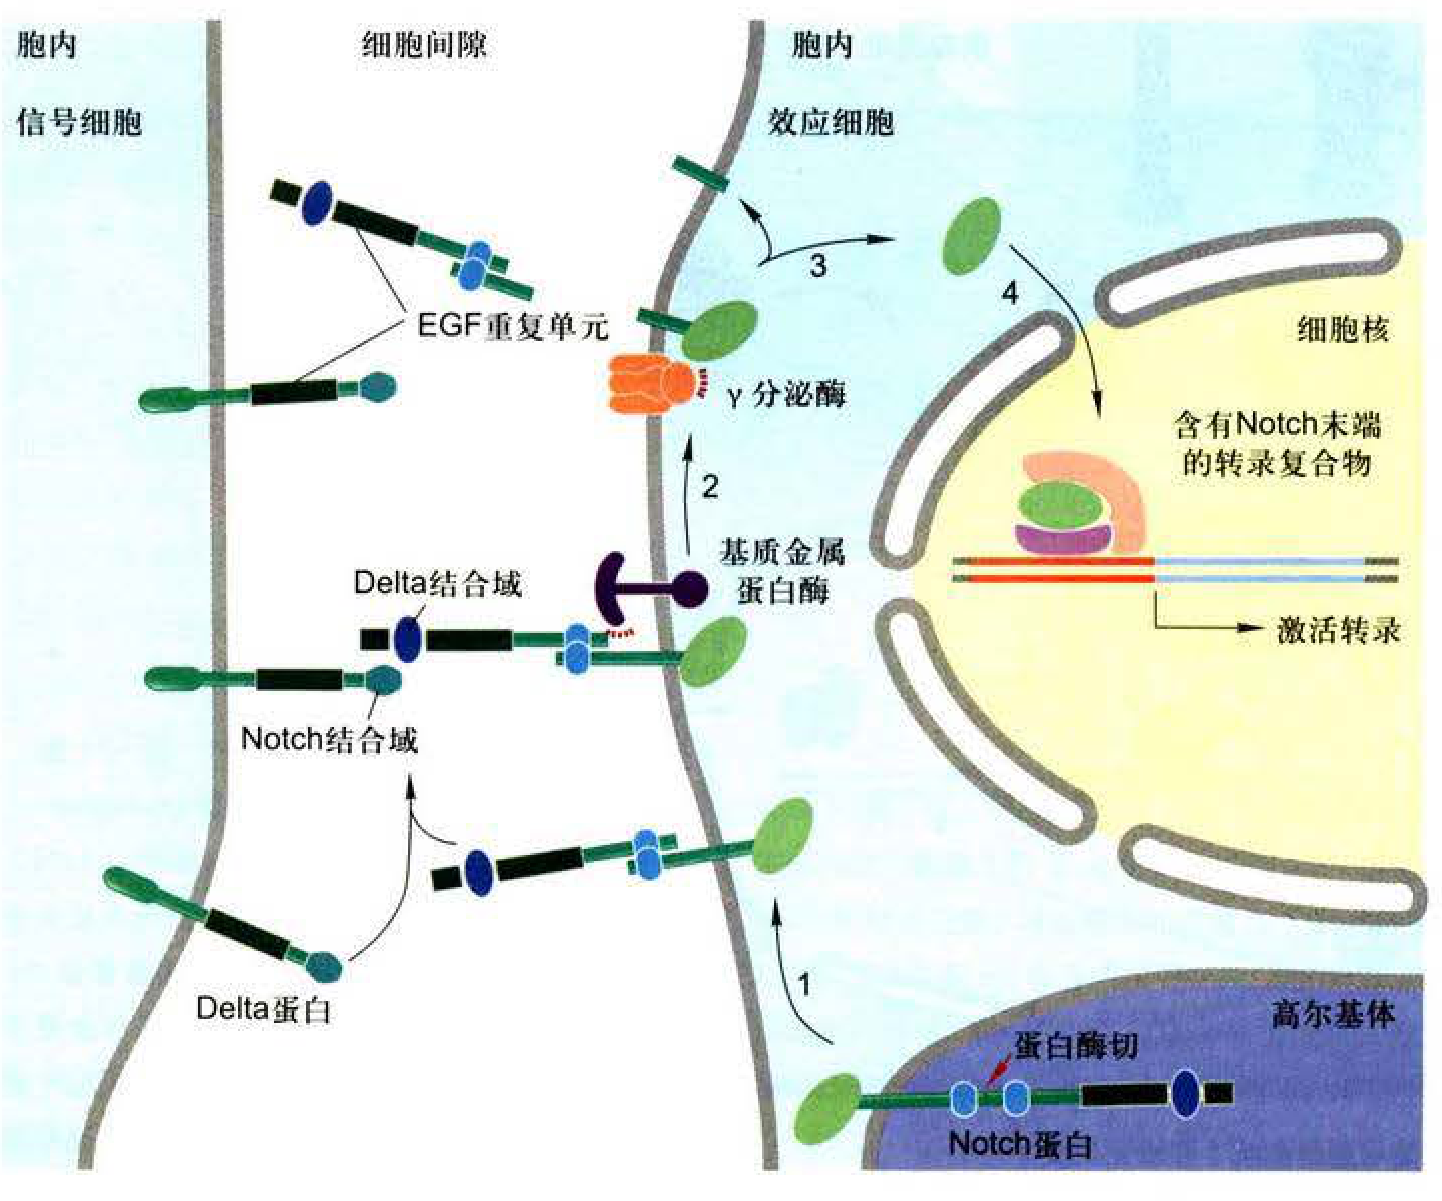 胞内
细胞间隙
胞内
信号细胞
效应细胞
3
4
EGF重复单元
细胞核
γ分泌酶
含有Notch末端
的转录复合物
2
基质金属
蛋白酶
Delta结合域
激活转录
Notch结合域
1
Delta蛋白
高尔基体
蛋白酶切
Notch蛋白